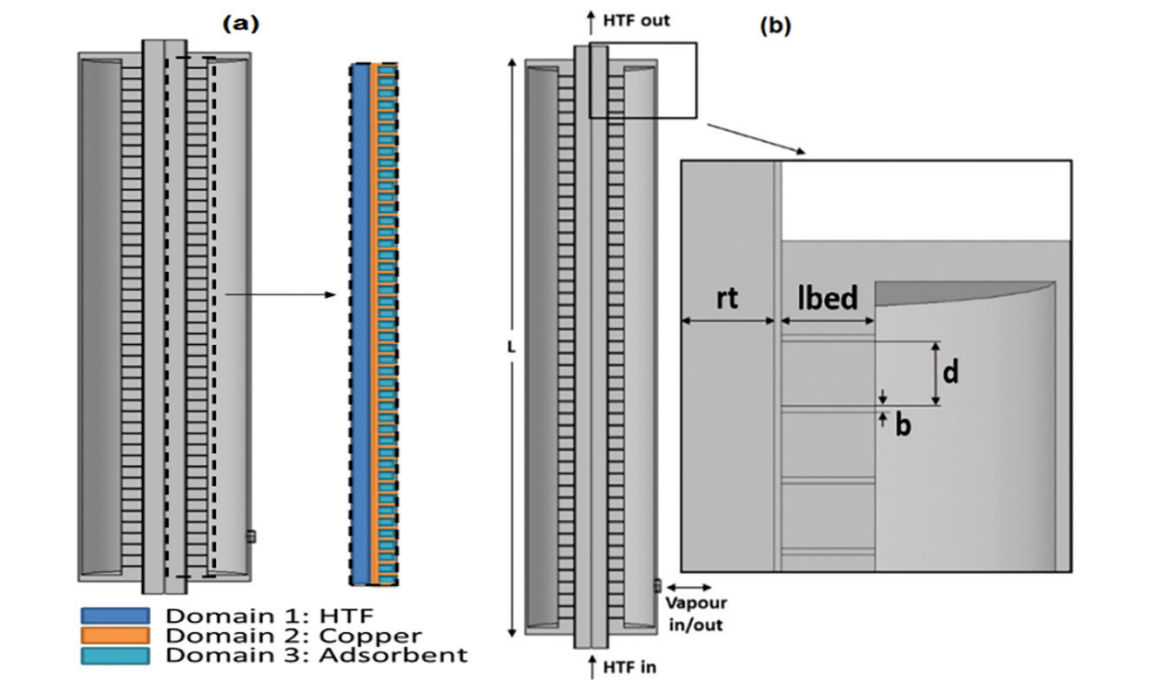 (a)
Domain 1: HTF
Domain 2: Copper
Domain 3: Adsorbent
(b)
HTF out
L
rt
lbed
d
b
Vapour
in/out
HTF in